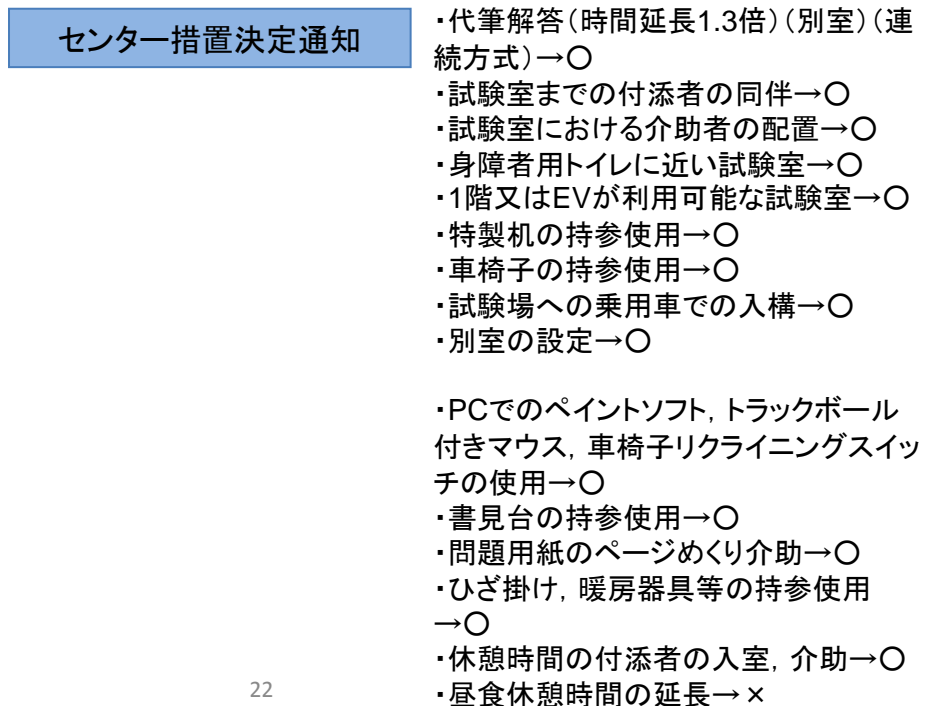 センター措置決定通知
・代筆解答（時間延長1.3倍）（別室）（連
続方式）→○
・試験室までの付添者の同伴→○
・試験室における介助者の配置→○
・身障者用トイレに近い試験室→○
・1階又はEVが利用可能な試験室→○
・特製机の持参使用→○
・車椅子の持参使用→○
・試験場への乗用車での入構→○
・別室の設定→○
・PCでのペイントソフト，トラックボール
付きマウス，車椅子リクライニングスイッ
チの使用→○
・書見台の持参使用→○
・問題用紙のページめくり介助→○
・ひざ掛け，暖房器具等の持参使用
→○
・休憩時間の付添者の入室，介助→○
・昼食休憩時間の延長→×
22